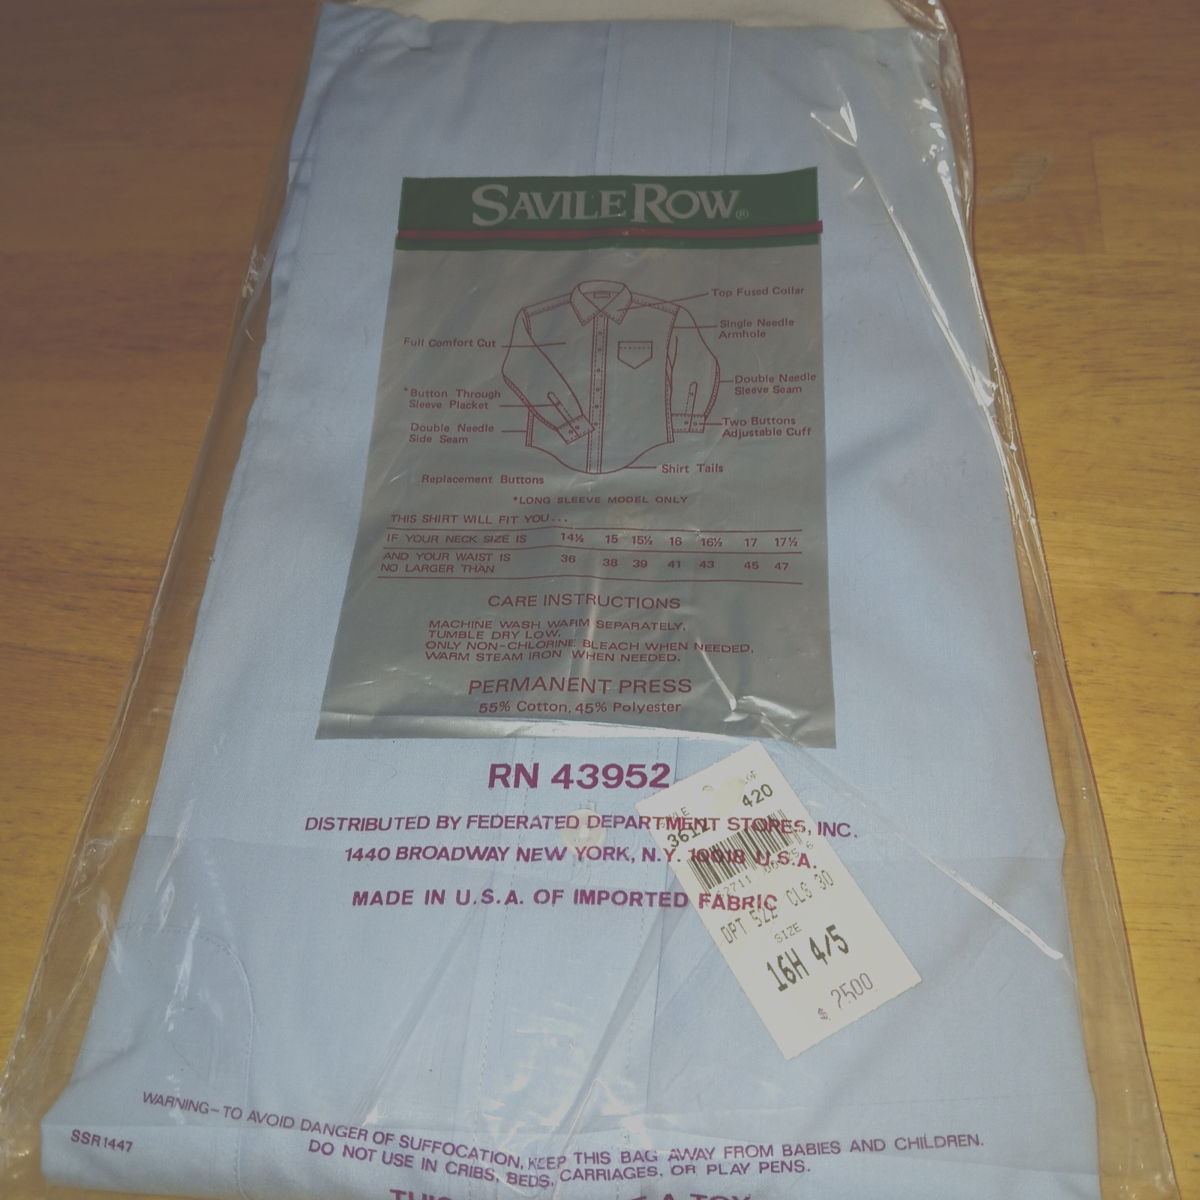 SAVILE ROW®
Top Fused Collar
Single Needle
Armhole
Full Comfort Cut
Double Needle
Sleeve Seam
*Button Through
Sleeve Placket
Two Buttons
Adjustable Cuff
Double Needle
Side Seam
Shirt Tails
Replacement Buttons
*LONG SLEEVE MODEL ONLY
THIS SHIRT WILL FIT YOU...
IF YOUR NECK SIZE IS 14½ 15 15½ 16 16½ 17 17½
AND YOUR WAIST IS
NO LARGER THAN 36 38 39 41 43 45 47
CARE INSTRUCTIONS
MACHINE WASH WARM SEPARATELY.
TUMBLE DRY LOW.
ONLY NON-CHLORINE BLEACH WHEN NEEDED.
WARM STEAM IRON WHEN NEEDED.
PERMANENT PRESS
55% Cotton, 45% Polyester
RN 43952
DISTRIBUTED BY FEDERATED DEPARTMENT STORES, INC.
1440 BROADWAY NEW YORK, N.Y. 10018 U.S.A.
MADE IN U.S.A. OF IMPORTED FABRIC
420
DPT 522 CLS 30
SIZE
16H 4/5
$ 2500
WARNING-TO AVOID DANGER OF SUFFOCATION, KEEP THIS BAG AWAY FROM BABIES AND CHILDREN.
DO NOT USE IN CRIBS, BEDS, CARRIAGES, OR PLAY PENS.
SSR1447